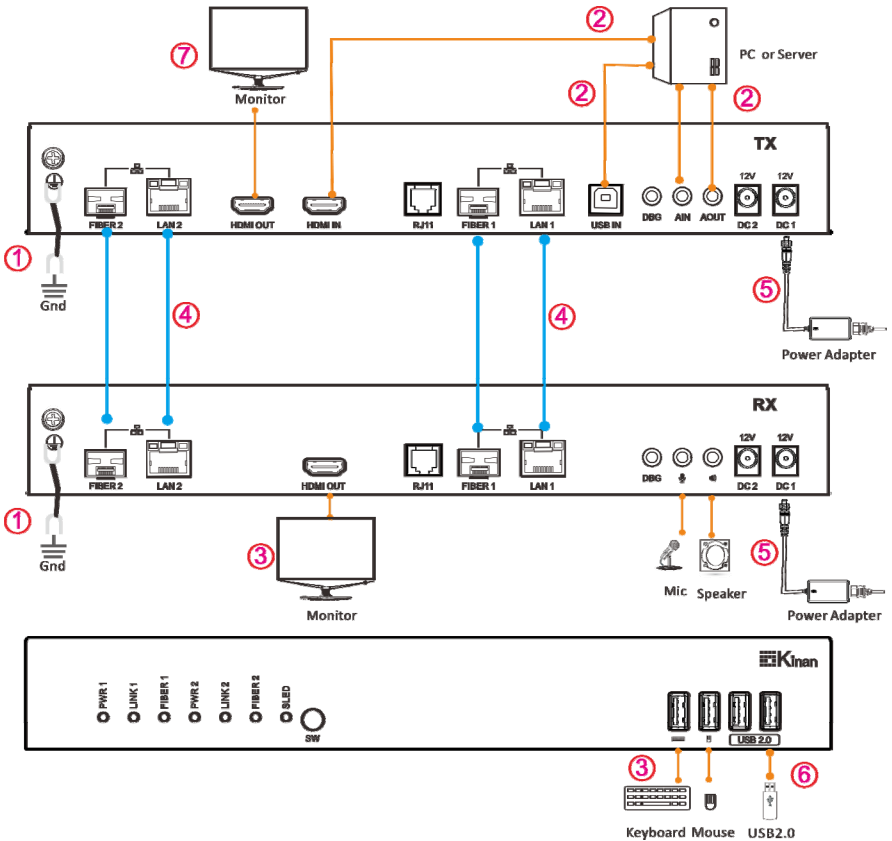 ②
⑦
PC or Server
② ②
Monitor
TX
12V 12V
FIBER 2 LAN 2 HDMI OUT HDMI IN RJ11 FIBER 1 LAN 1 USB IN DBG AIN AOUT DC 2 DC 1
①
Gnd
④ ④ ⑤
Power Adapter
RX
12V 12V
FIBER 2 LAN 2 HDMI OUT RJ11 FIBER 1 LAN 1 DBG DC 2 DC 1
①
Gnd
③ ⑤
Mic Speaker
Monitor
Power Adapter
Kinan
PWR 1 LINK 1 FIBER 1 PWR 2 LINK 2 FIBER 2 SLED
SW
USB 2.0
③ ⑥
Keyboard Mouse USB2.0